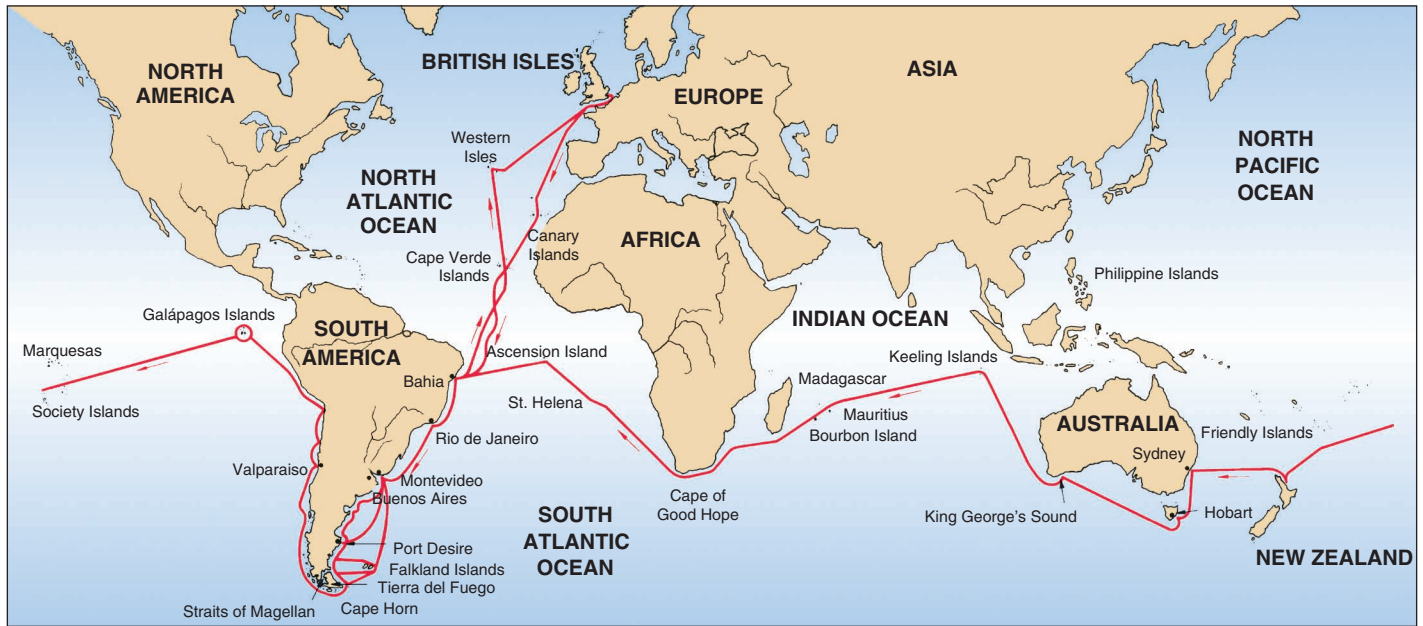 NORTH
AMERICA
BRITISH ISLES
EUROPE
ASIA
Western
Isles
NORTH
ATLANTIC
OCEAN
NORTH
PACIFIC
OCEAN
Canary
Islands
AFRICA
Cape Verde
Islands
Philippine Islands
Galápagos Islands
SOUTH
AMERICA
INDIAN OCEAN
Marquesas
Ascension Island
Keeling Islands
Bahia
Madagascar
Society Islands
St. Helena
Mauritius
Bourbon Island
AUSTRALIA
Friendly Islands
Rio de Janeiro
Sydney
Valparaiso
Montevideo
Buenos Aires
Cape of
Good Hope
King George's Sound
Hobart
SOUTH
ATLANTIC
OCEAN
Port Desire
Falkland Islands
Tierra del Fuego
NEW ZEALAND
Straits of Magellan
Cape Horn